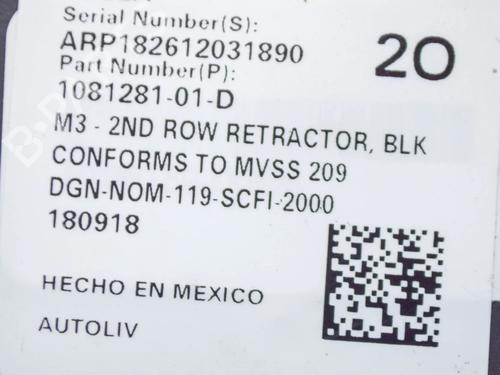 Serial Number(S):
ARP182612031890
20
Part Number(P):
1081281-01-D
M3 - 2ND ROW RETRACTOR, BLK
CONFORMS TO MVSS 209
DGN-NOM-119-SCFI-2000
180918
HECHO EN MEXICO
AUTOLIV